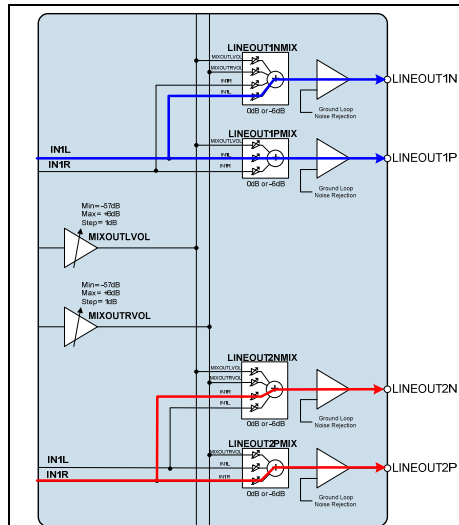 LINEOUT1NMIX
MIXOUTLVOL
MIXOUTRVOL
IN1R
IN1L
LINEOUT1N
0dB or -6dB
Ground Loop
Noise Rejection
LINEOUT1PMIX
MIXOUTLVOL
IN1R
IN1L
LINEOUT1P
0dB or -6dB
Ground Loop
Noise Rejection
IN1L
IN1R
Min = -57dB
Max = +6dB
Step = 1dB
MIXOUTLVOL
Min = -57dB
Max = +6dB
Step = 1dB
MIXOUTRVOL
LINEOUT2NMIX
MIXOUTLVOL
MIXOUTRVOL
IN1R
IN1L
LINEOUT2N
0dB or -6dB
Ground Loop
Noise Rejection
LINEOUT2PMIX
MIXOUTRVOL
IN1L
IN1R
LINEOUT2P
0dB or -6dB
Ground Loop
Noise Rejection
IN1L
IN1R